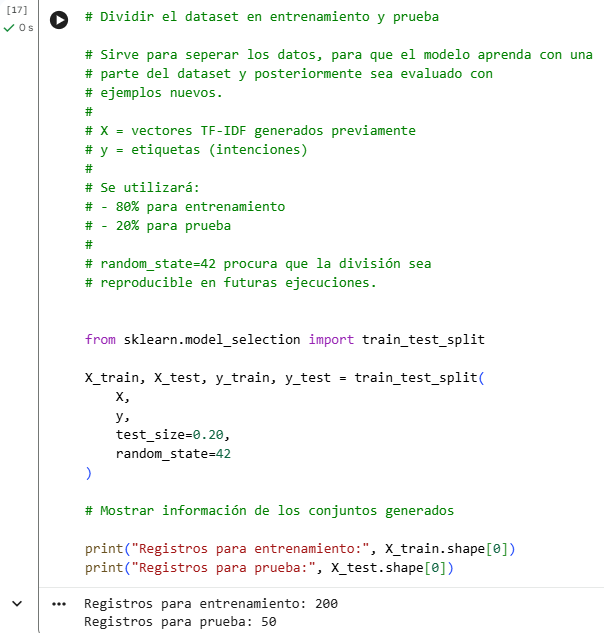 [17]
0 s
# Dividir el dataset en entrenamiento y prueba
# Sirve para seperar los datos, para que el modelo aprenda con una
# parte del dataset y posteriormente sea evaluado con
# ejemplos nuevos.
#
# X = vectores TF-IDF generados previamente
# y = etiquetas (intenciones)
#
# Se utilizará:
# - 80% para entrenamiento
# - 20% para prueba
#
# random_state=42 procura que la división sea
# reproducible en futuras ejecuciones.
from sklearn.model_selection import train_test_split
X_train, X_test, y_train, y_test = train_test_split(
    X,
    y,
    test_size=0.20,
    random_state=42
)
# Mostrar información de los conjuntos generados
print("Registros para entrenamiento:", X_train.shape[0])
print("Registros para prueba:", X_test.shape[0])
Registros para entrenamiento: 200
Registros para prueba: 50